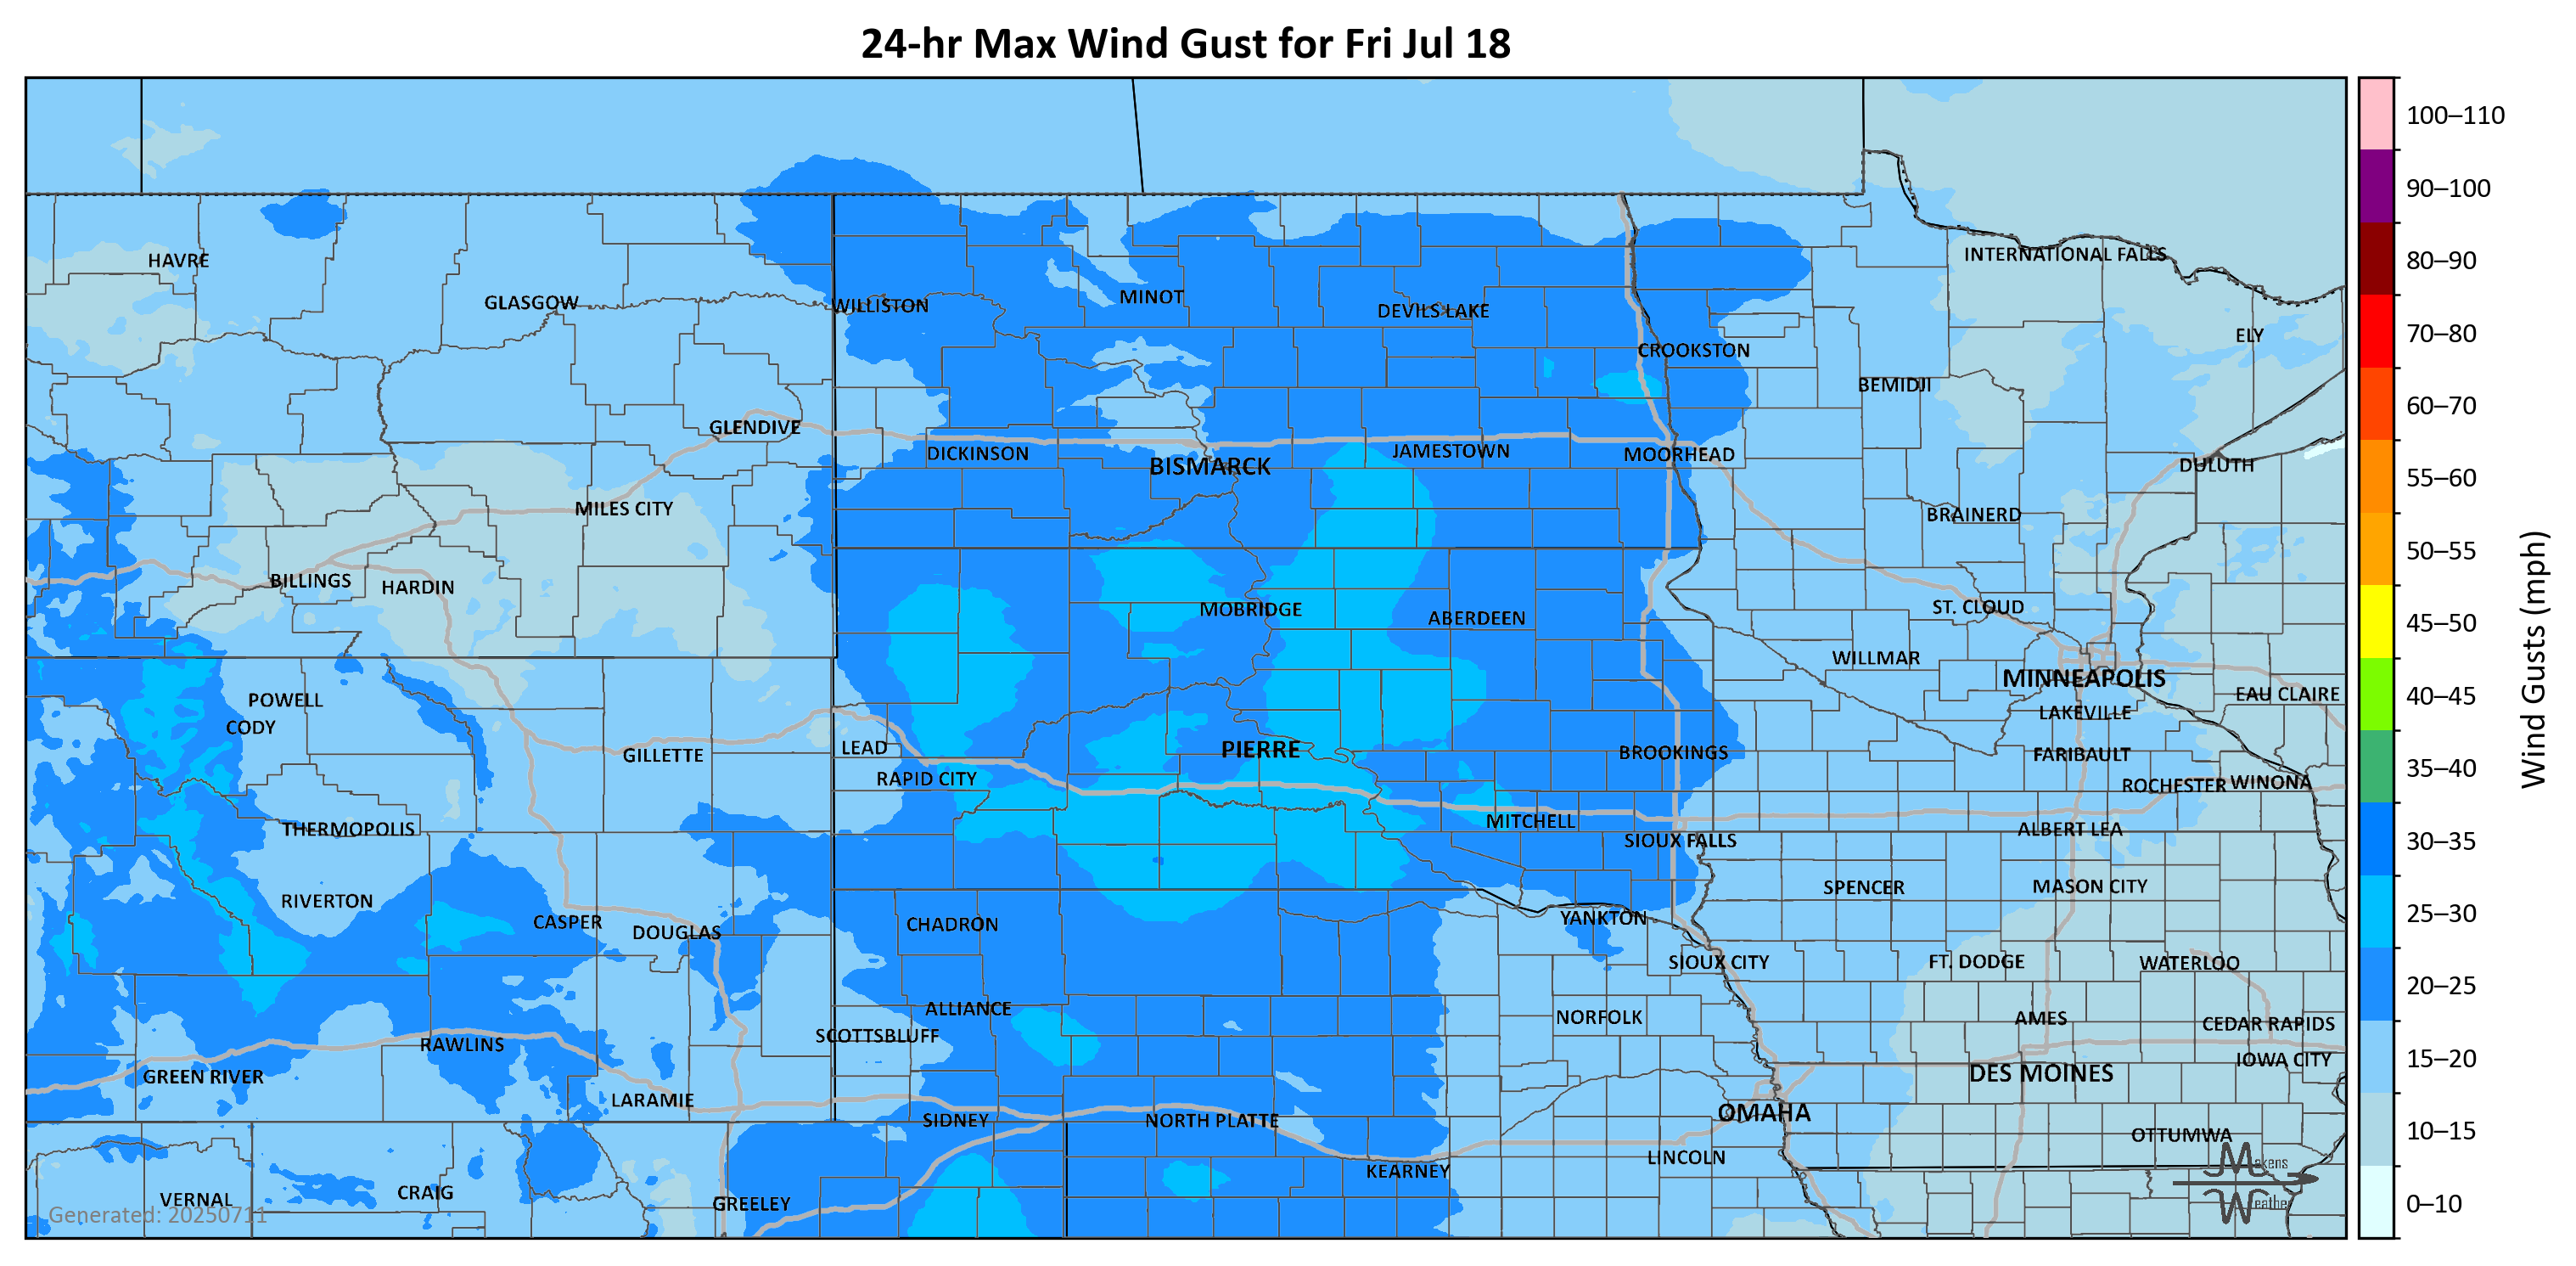 24-hr Max Wind Gust for Fri Jul 18
100–110
90–100
80–90
70–80
60–70
55–60
50–55
45–50
40–45
35–40
30–35
25–30
20–25
15–20
10–15
0–10
Wind Gusts (mph)
HAVRE
GLASGOW
WILLISTON
MINOT
DEVILS LAKE
INTERNATIONAL FALLS
ELY
CROOKSTON
BEMIDJI
GLENDIVE
DICKINSON
BISMARCK
JAMESTOWN
MOORHEAD
DULUTH
MILES CITY
BRAINERD
BILLINGS
HARDIN
MOBRIDGE
ABERDEEN
ST. CLOUD
WILLMAR
MINNEAPOLIS
EAU CLAIRE
POWELL
CODY
LAKEVILLE
GILLETTE
LEAD
PIERRE
BROOKINGS
FARIBAULT
RAPID CITY
ROCHESTER
WINONA
THERMOPOLIS
MITCHELL
SIOUX FALLS
ALBERT LEA
RIVERTON
SPENCER
MASON CITY
CASPER
DOUGLAS
CHADRON
YANKTON
SIOUX CITY
FT. DODGE
WATERLOO
ALLIANCE
SCOTTSBLUFF
NORFOLK
AMES
CEDAR RAPIDS
RAWLINS
IOWA CITY
GREEN RIVER
DES MOINES
LARAMIE
SIDNEY
NORTH PLATTE
OMAHA
OTTUMWA
KEARNEY
LINCOLN
VERNAL
CRAIG
GREELEY
Generated: 20250711
Makens
Weather